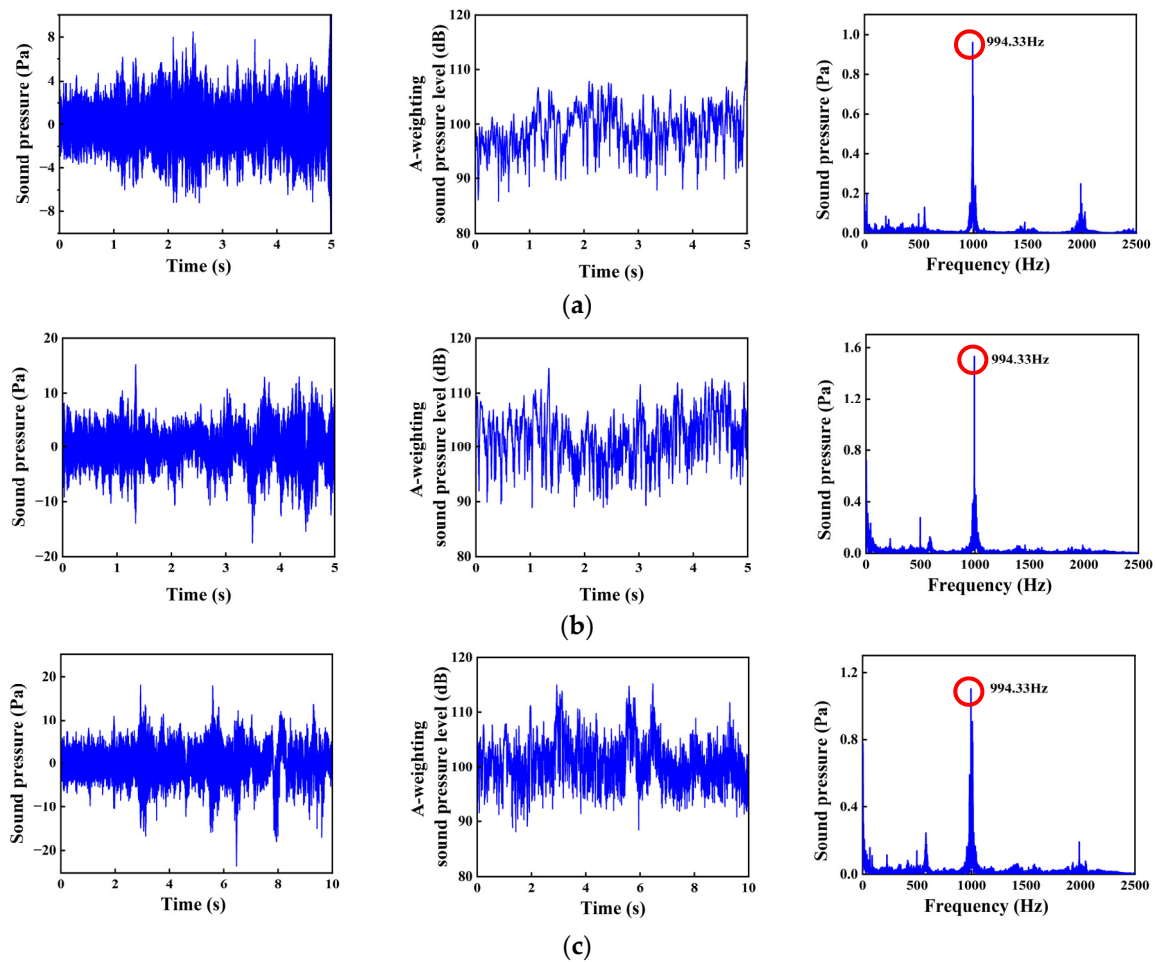 Sound pressure (Pa)
8
4
0
−4
−8
0 1 2 3 4 5
Time (s)
A-weighting
sound pressure level (dB)
120
110
100
90
80
0 1 2 3 4 5
Time (s)
Sound pressure (Pa)
1.0
0.8
0.6
0.4
0.2
0.0
994.33Hz
0 500 1000 1500 2000 2500
Frequency (Hz)
(a)
Sound pressure (Pa)
20
10
0
−10
−20
0 1 2 3 4 5
Time (s)
A-weighting
sound pressure level (dB)
120
110
100
90
80
0 1 2 3 4 5
Time (s)
Sound pressure (Pa)
1.6
1.2
0.8
0.4
0.0
994.33Hz
0 500 1000 1500 2000 2500
Frequency (Hz)
(b)
Sound pressure (Pa)
20
10
0
−10
−20
0 2 4 6 8 10
Time (s)
A-weighting
sound pressure level (dB)
120
110
100
90
80
0 2 4 6 8 10
Time (s)
Sound pressure (Pa)
1.2
0.8
0.4
0.0
994.33Hz
0 500 1000 1500 2000 2500
Frequency (Hz)
(c)